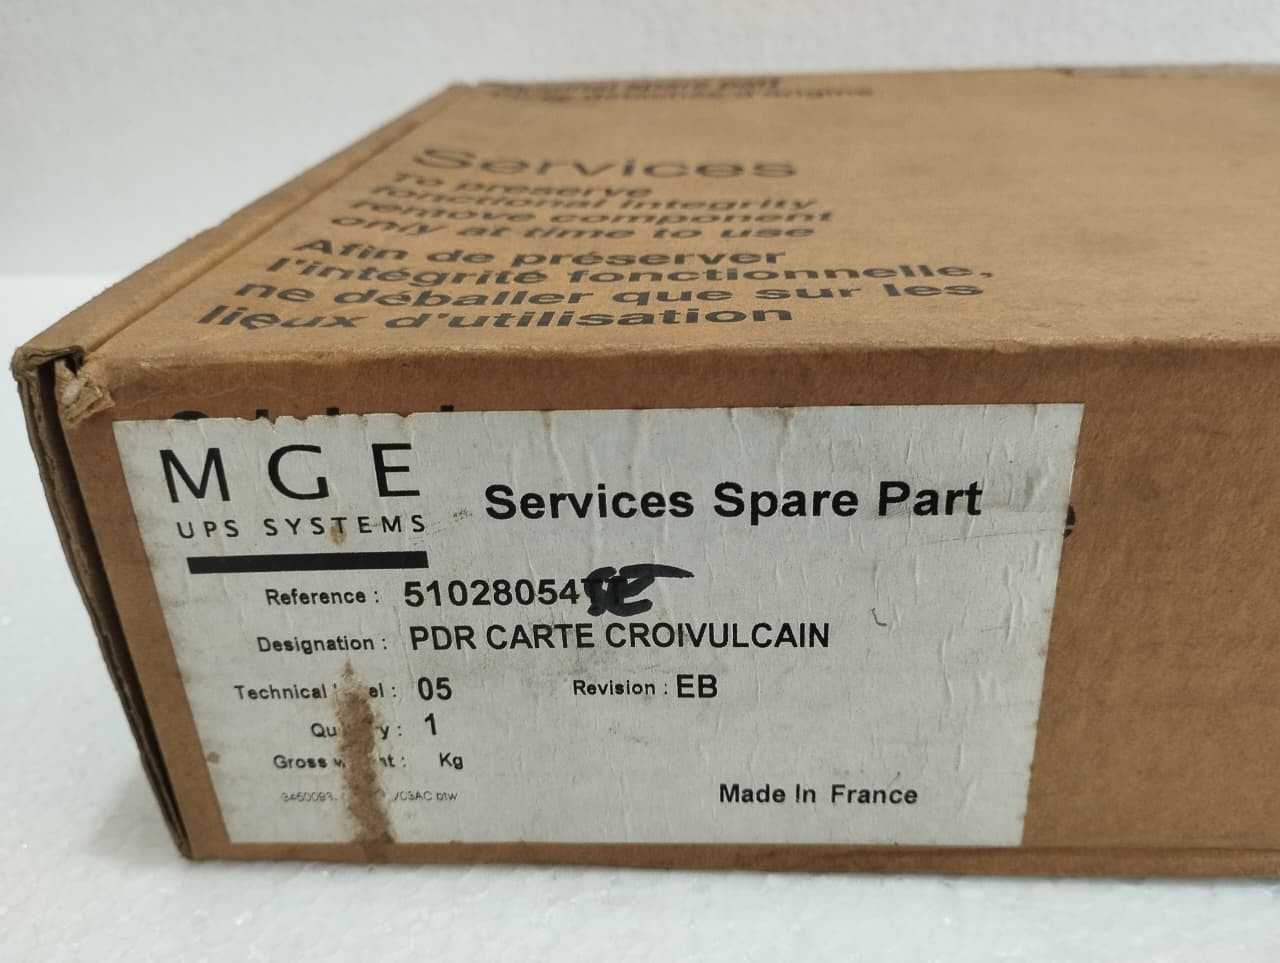 Services
To preserve
functional integrity
remove component
only at time to use
Afin de préserver
l'intégrité fonctionnelle,
ne déballer que sur les
lieux d'utilisation
MGE
UPS SYSTEMS
Services Spare Part
Reference : 51028054
Designation : PDR CARTE CROIVULCAIN
Technical : 05 Revision : EB
: 1
Gross : Kg
Made In France